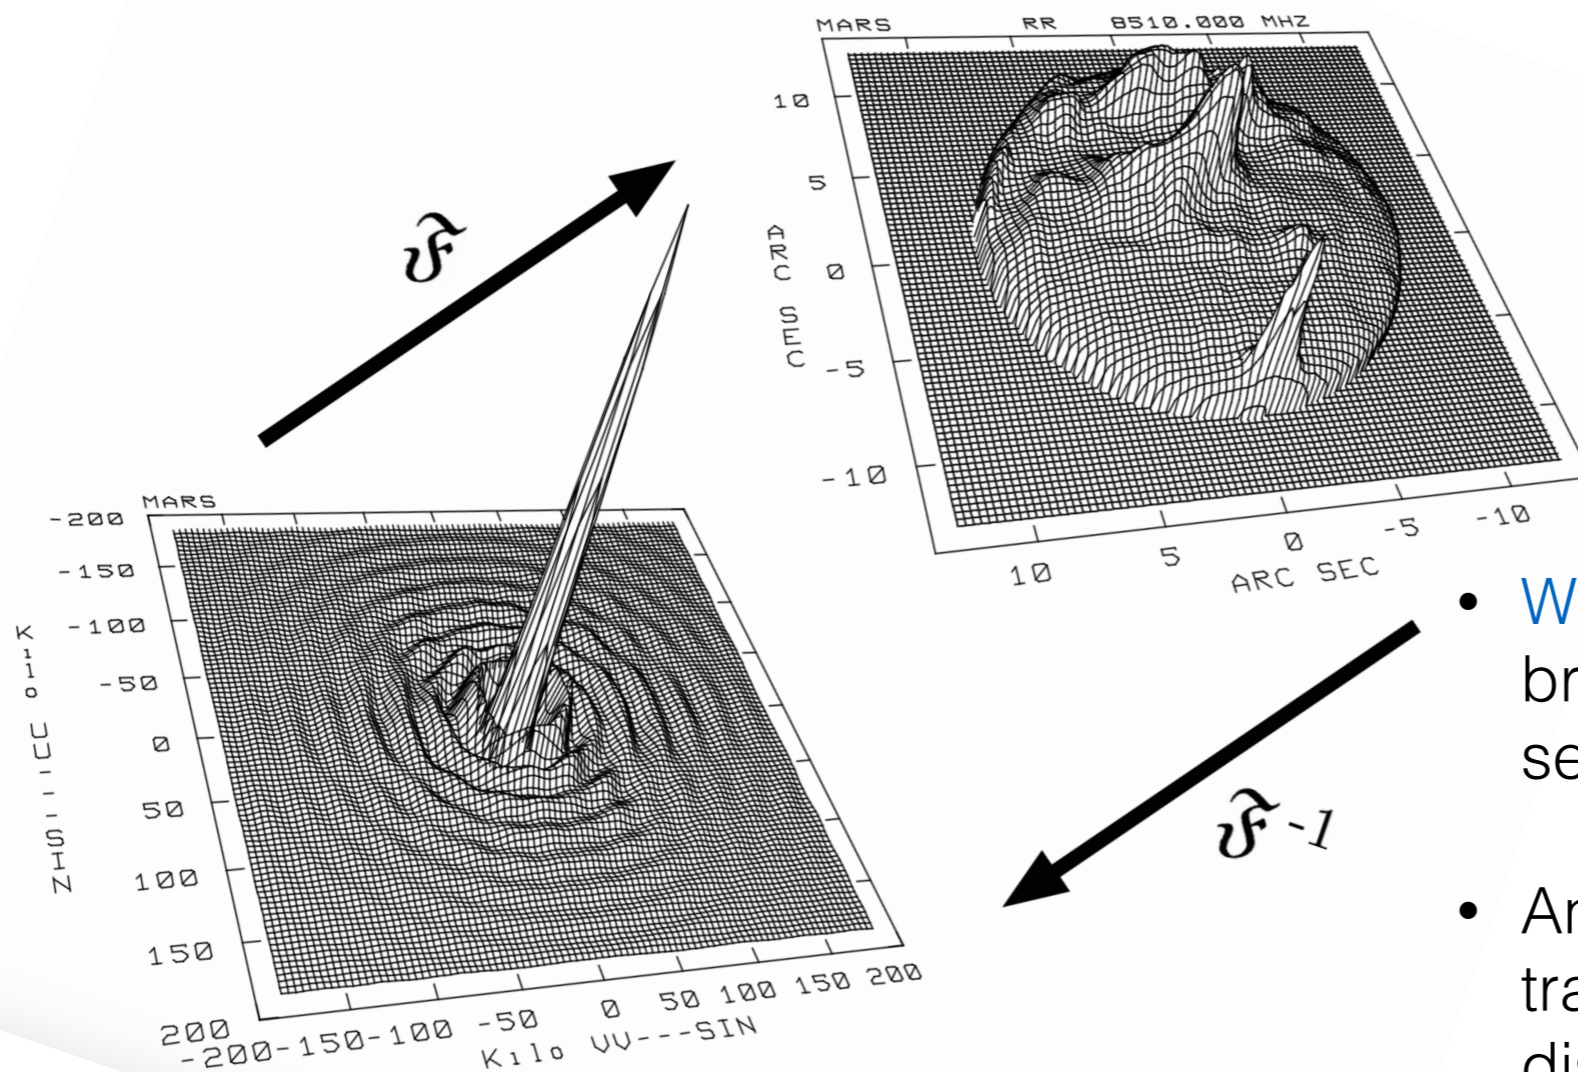 MARS RR 8510.000 MHZ
10
5
0
-5
-10
ARC SEC
10 5 0 -5 -10
ARC SEC
𝔉
MARS
-200
-150
-100
-50
0
50
100
150
200
Kilo UU---SIN
-200 -150 -100 -50 0 50 100 150 200
Kilo VV---SIN
𝔉 -1
• W
br
se
• Ar
tra
dis